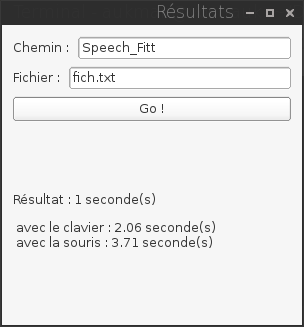 Résultats
Chemin : Speech_Fitt
Fichier : fich.txt
Go !
Résultat : 1 seconde(s)
avec le clavier : 2.06 seconde(s)
avec la souris : 3.71 seconde(s)